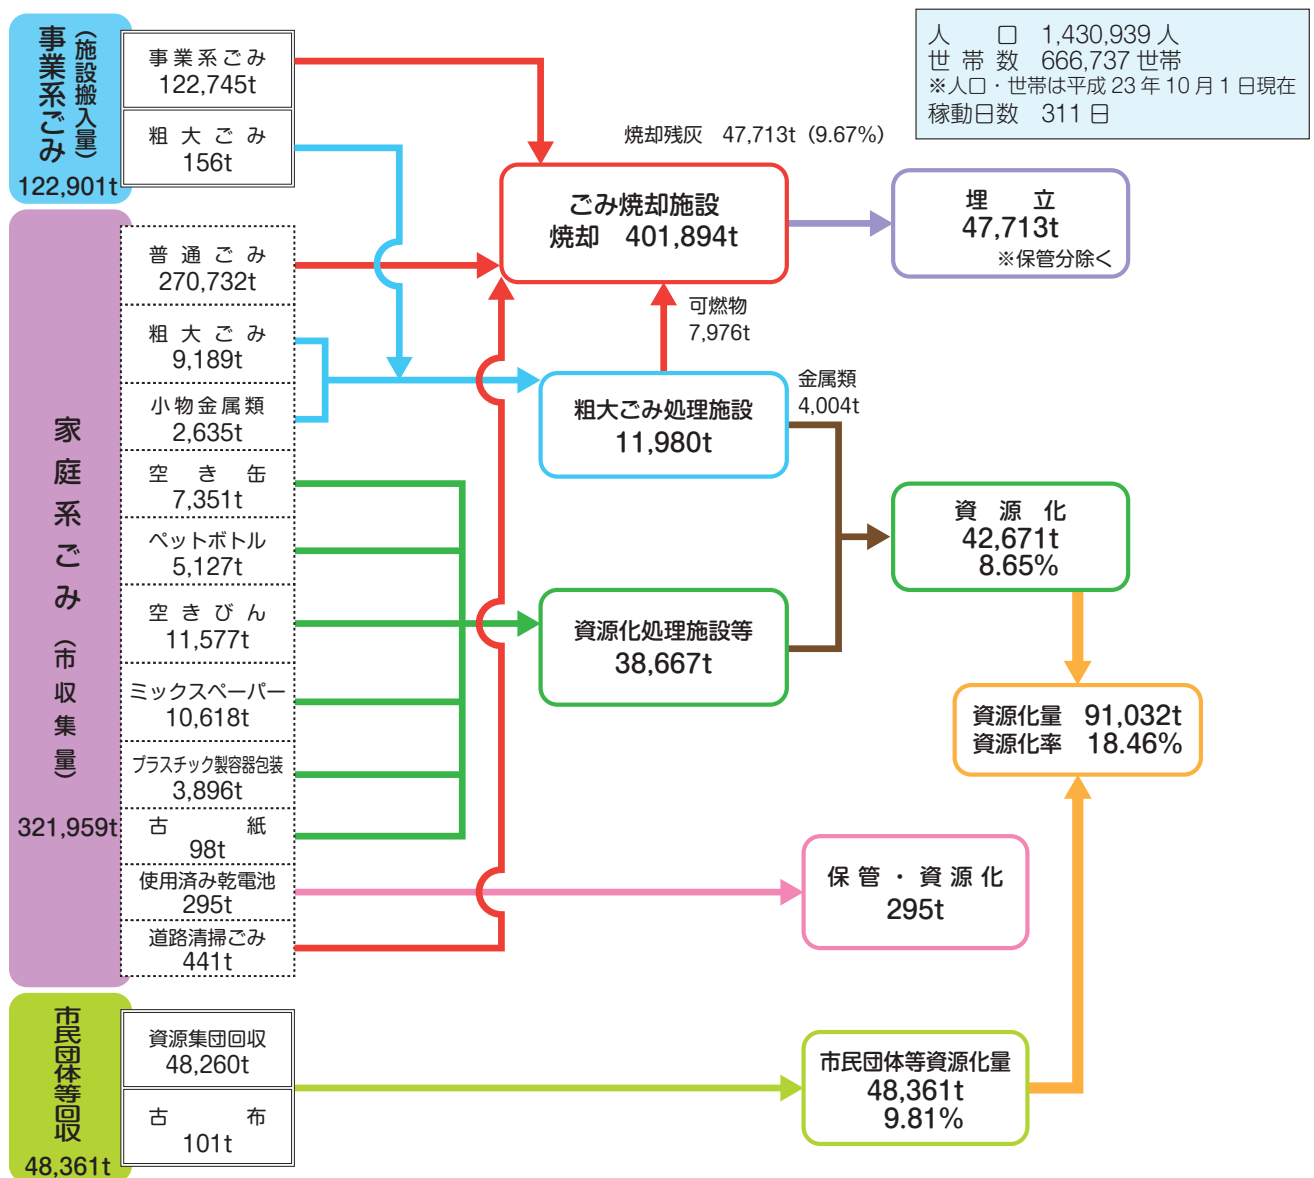 事業系ごみ
（施設搬入量）
122,901t
事業系ごみ
122,745t
粗大ごみ
156t
人　口　1,430,939 人
世 帯 数　666,737 世帯
※人口・世帯は平成 23 年 10 月 1 日現在
稼動日数　311 日
焼却残灰　47,713t（9.67%）
ごみ焼却施設
焼却　401,894t
埋　立
47,713t
※保管分除く
家庭系ごみ（市収集量）
321,959t
普通ごみ
270,732t
粗大ごみ
9,189t
小物金属類
2,635t
空き缶
7,351t
ペットボトル
5,127t
空きびん
11,577t
ミックスペーパー
10,618t
プラスチック製容器包装
3,896t
古　紙
98t
使用済み乾電池
295t
道路清掃ごみ
441t
可燃物
7,976t
粗大ごみ処理施設
11,980t
金属類
4,004t
資源化処理施設等
38,667t
資　源　化
42,671t
8.65%
資源化量　91,032t
資源化率　18.46%
保管・資源化
295t
市民団体等回収
48,361t
資源集団回収
48,260t
古　布
101t
市民団体等資源化量
48,361t
9.81%